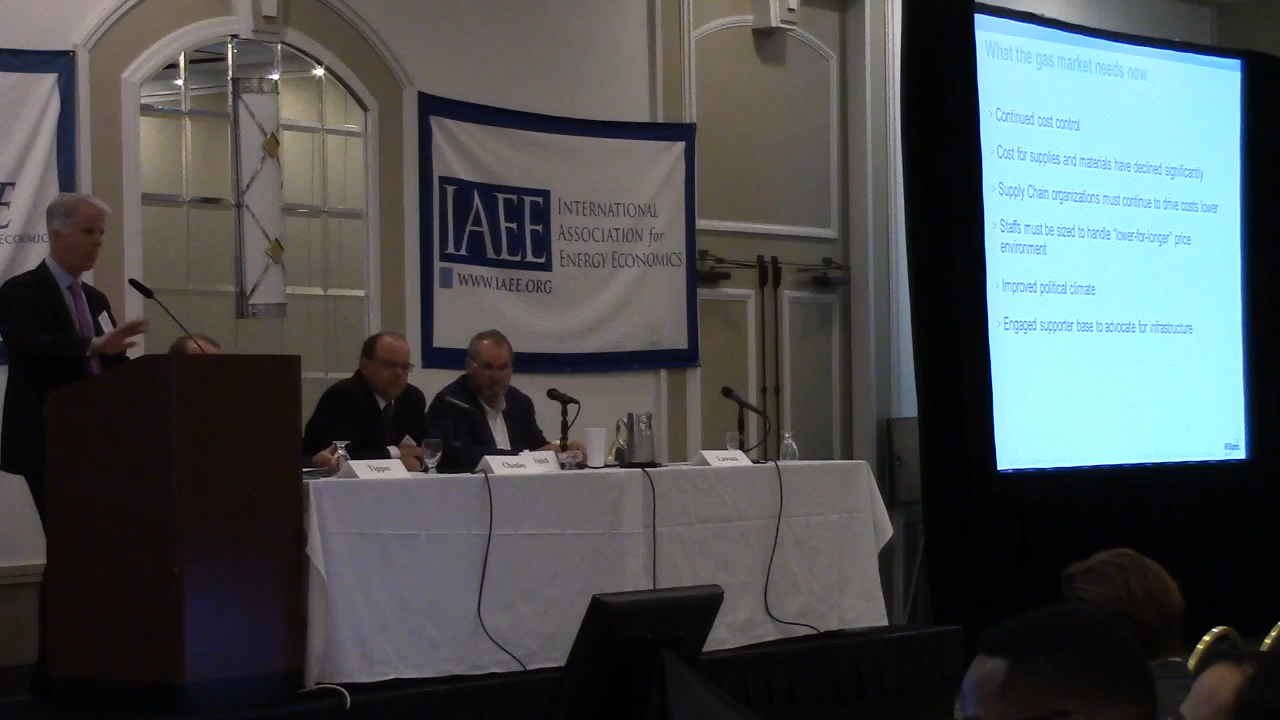 E
ECONOMICS
IAEE
INTERNATIONAL
ASSOCIATION for
ENERGY ECONOMICS
WWW.IAEE.ORG
Tippee
Chesler
Lawson
What the gas market needs now
> Continued cost control
> Cost for supplies and materials have declined significantly
> Supply Chain organizations must continue to drive costs lower
> Staffs must be sized to handle "lower-for-longer" price
environment
> Improved political climate
> Engaged supporter base to advocate for infrastructure
Williams